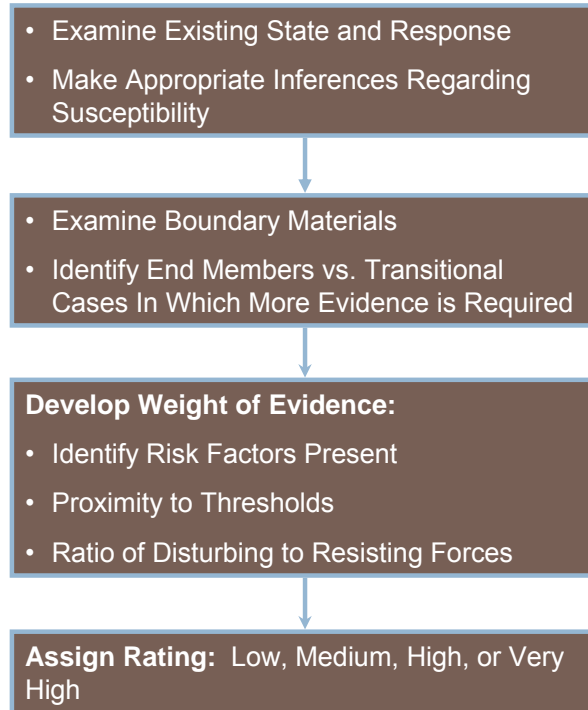 • Examine Existing State and Response
• Make Appropriate Inferences Regarding
Susceptibility
• Examine Boundary Materials
• Identify End Members vs. Transitional
Cases In Which More Evidence is Required
Develop Weight of Evidence:
• Identify Risk Factors Present
• Proximity to Thresholds
• Ratio of Disturbing to Resisting Forces
Assign Rating: Low, Medium, High, or Very
High